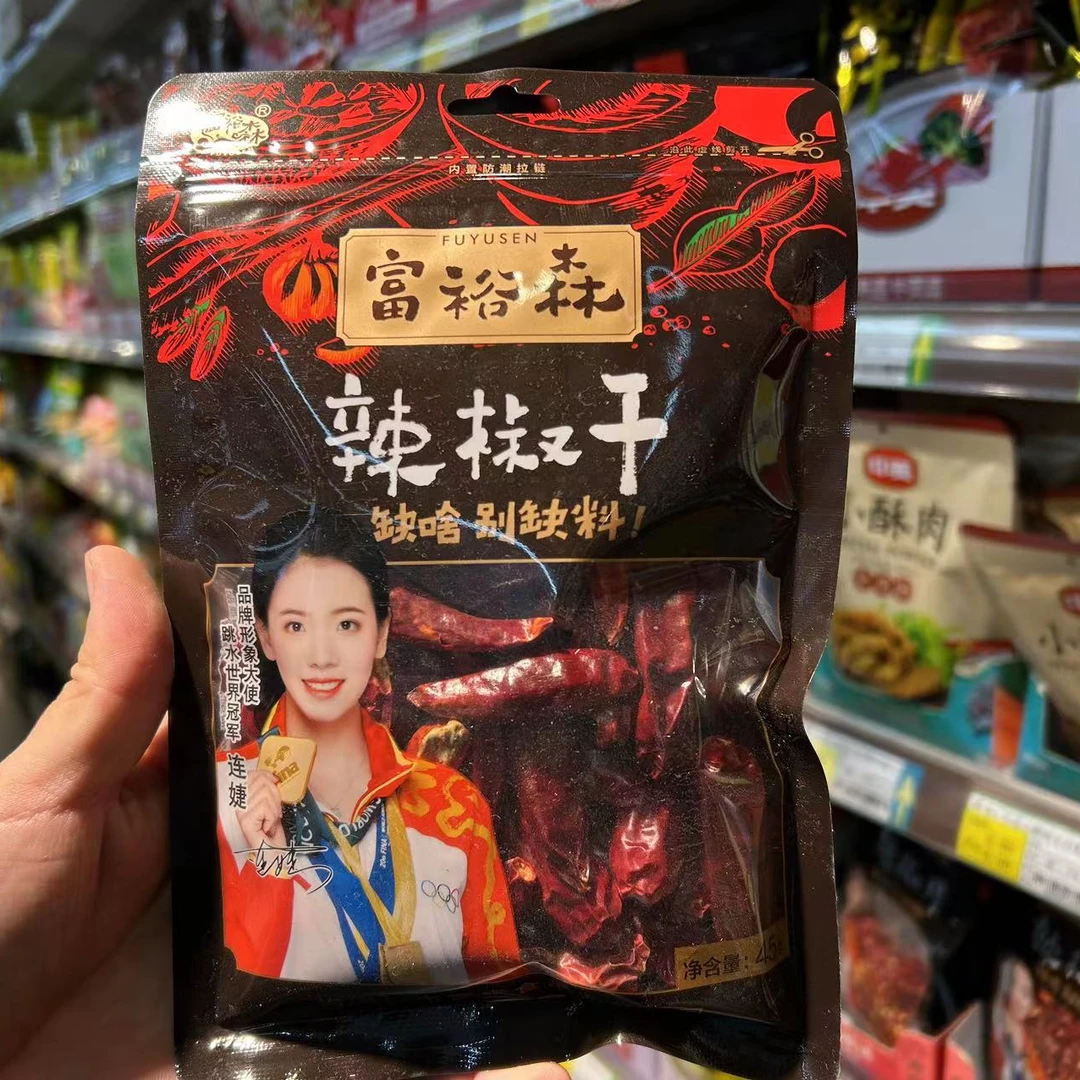 沿此虚线剪开
内置防潮拉链
FUYUSEN
富裕森
辣椒干
缺啥别缺料!
品牌形象大使
跳水世界冠军 连婕
净含量:45
小酥肉